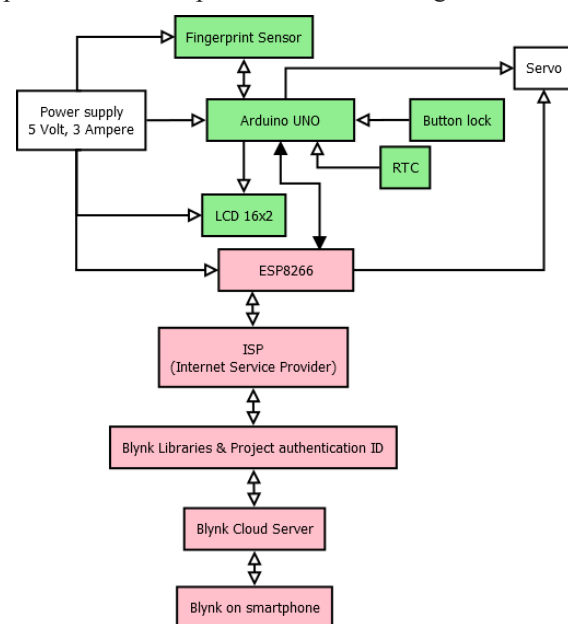 Fingerprint Sensor
Servo
Power supply
5 Volt, 3 Ampere
Arduino UNO
Button lock
RTC
LCD 16x2
ESP8266
ISP
(Internet Service Provider)
Blynk Libraries & Project authentication ID
Blynk Cloud Server
Blynk on smartphone